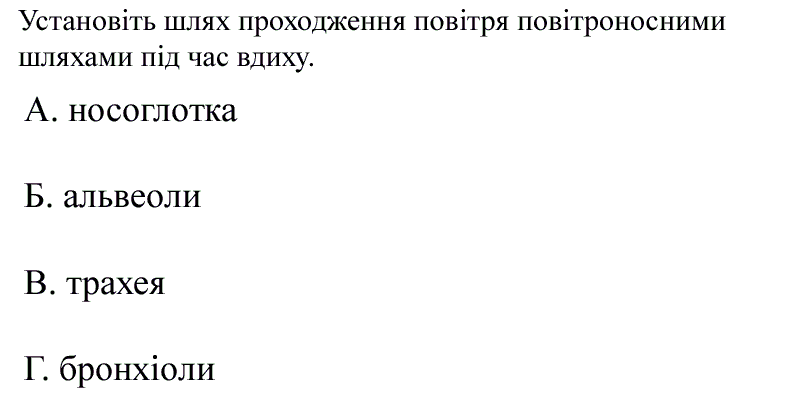 Установіть шлях проходження повітря повітроносними
шляхами під час вдиху.
А. носоглотка
Б. альвеоли
В. трахея
Г. бронхіоли